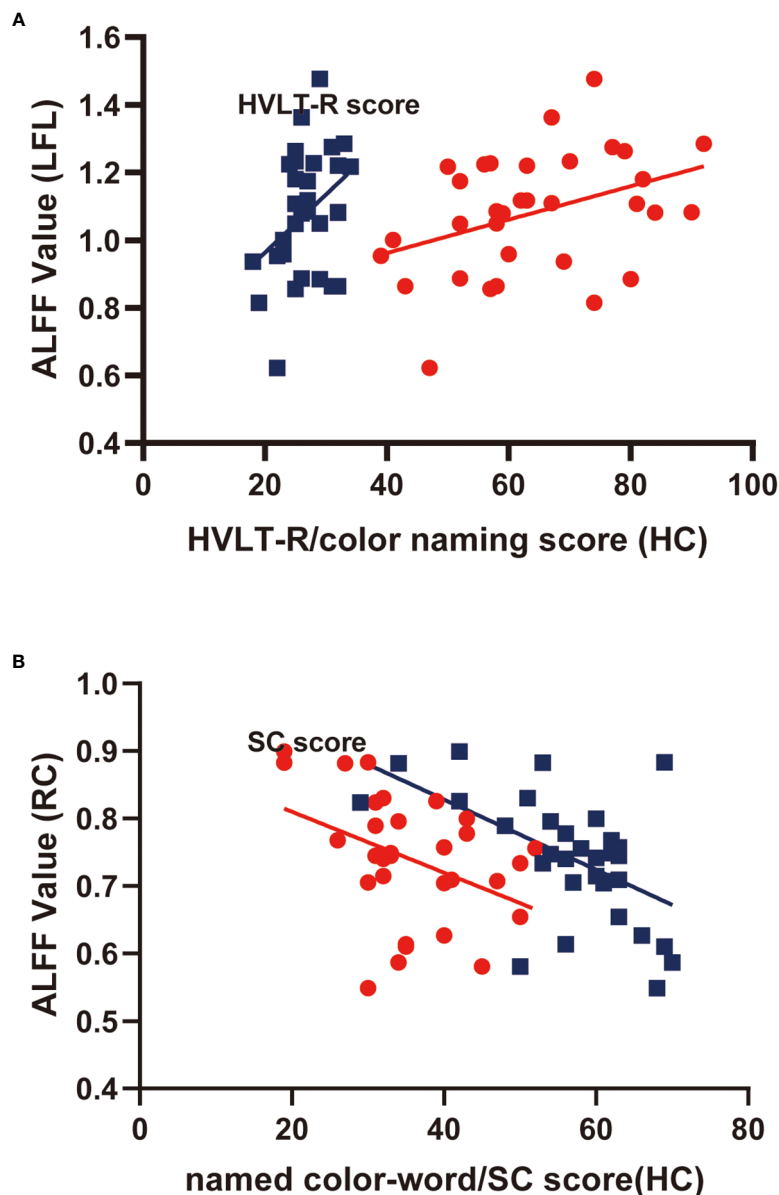 A
1.6
1.4
1.2
1.0
0.8
0.6
0.4
ALFF Value (LFL)
HVLT-R score
0 20 40 60 80 100
HVLT-R/color naming score (HC)
B
1.0
0.9
0.8
0.7
0.6
0.5
0.4
ALFF Value (RC)
SC score
0 20 40 60 80
named color-word/SC score(HC)